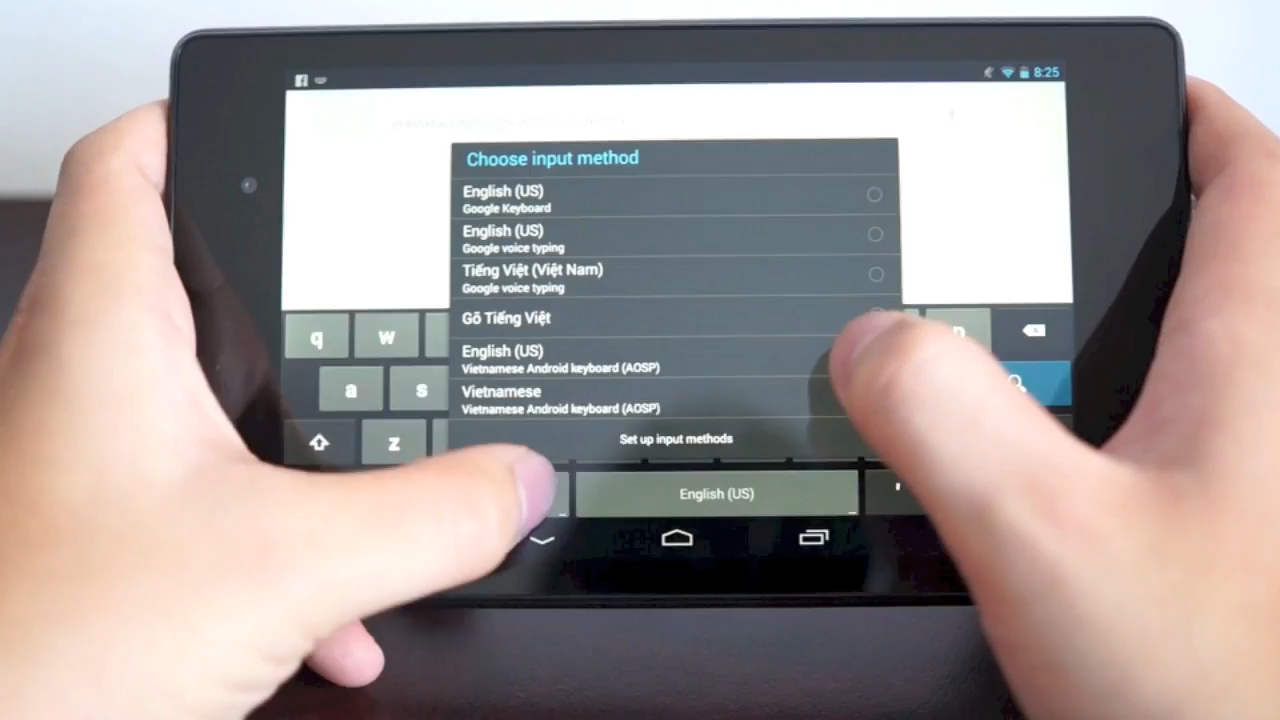 8:25
Choose input method
English (US)
Google Keyboard
English (US)
Google voice typing
Tiếng Việt (Việt Nam)
Google voice typing
Gõ Tiếng Việt
English (US)
Vietnamese Android keyboard (AOSP)
Vietnamese
Vietnamese Android keyboard (AOSP)
Set up input methods
q w
a s
z
English (US)